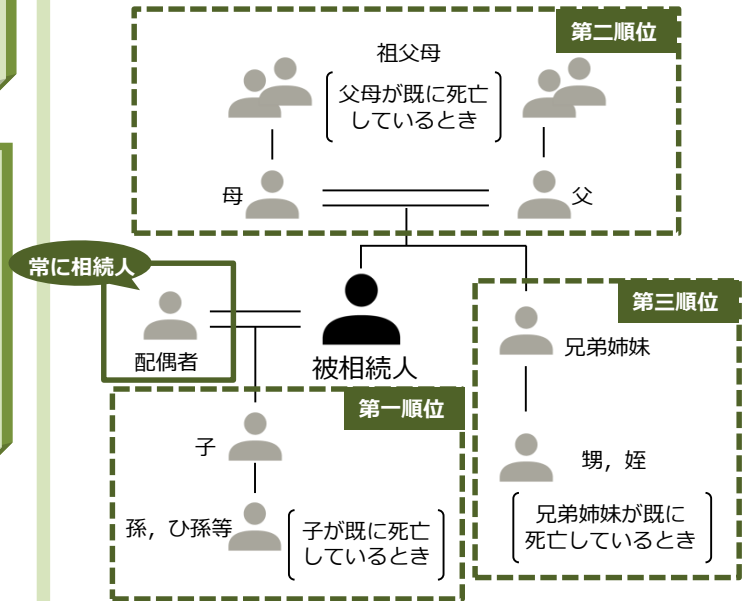 第二順位
祖父母
父母が既に死亡
しているとき
母
父
常に相続人
配偶者
被相続人
第三順位
兄弟姉妹
第一順位
子
甥，姪
孫，ひ孫等
子が既に死亡
しているとき
兄弟姉妹が既に
死亡しているとき